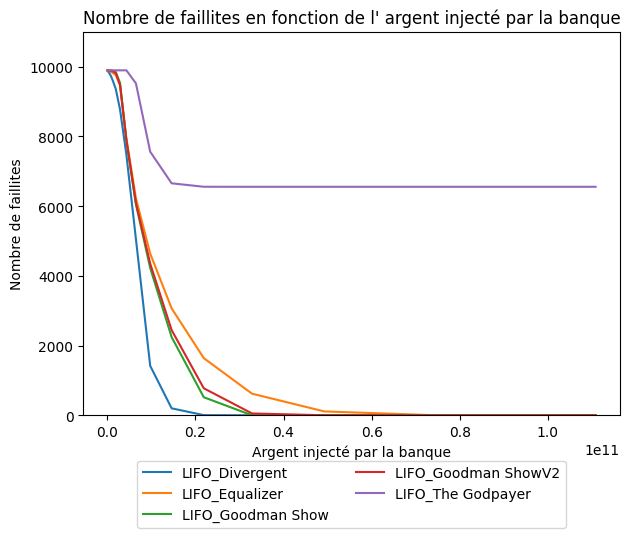 Nombre de faillites en fonction de l' argent injecté par la banque
10000
8000
6000
4000
2000
0
Nombre de faillites
0.0 0.2 0.4 0.6 0.8 1.0
1e11
Argent injecté par la banque
LIFO_Divergent
LIFO_Equalizer
LIFO_Goodman Show
LIFO_Goodman ShowV2
LIFO_The Godpayer